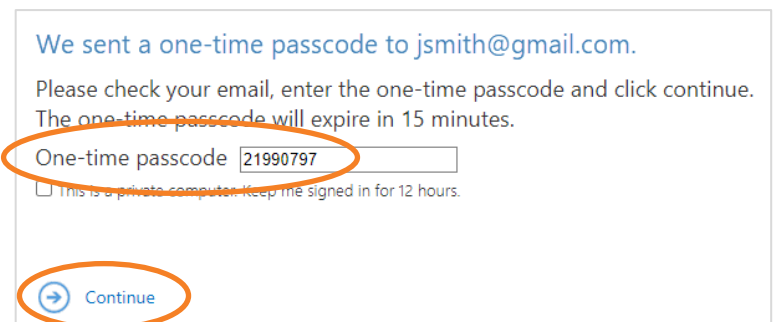 We sent a one-time passcode to jsmith@gmail.com.
Please check your email, enter the one-time passcode and click continue.
The one-time passcode will expire in 15 minutes.
One-time passcode 21990797
This is a private computer. Keep me signed in for 12 hours.
Continue